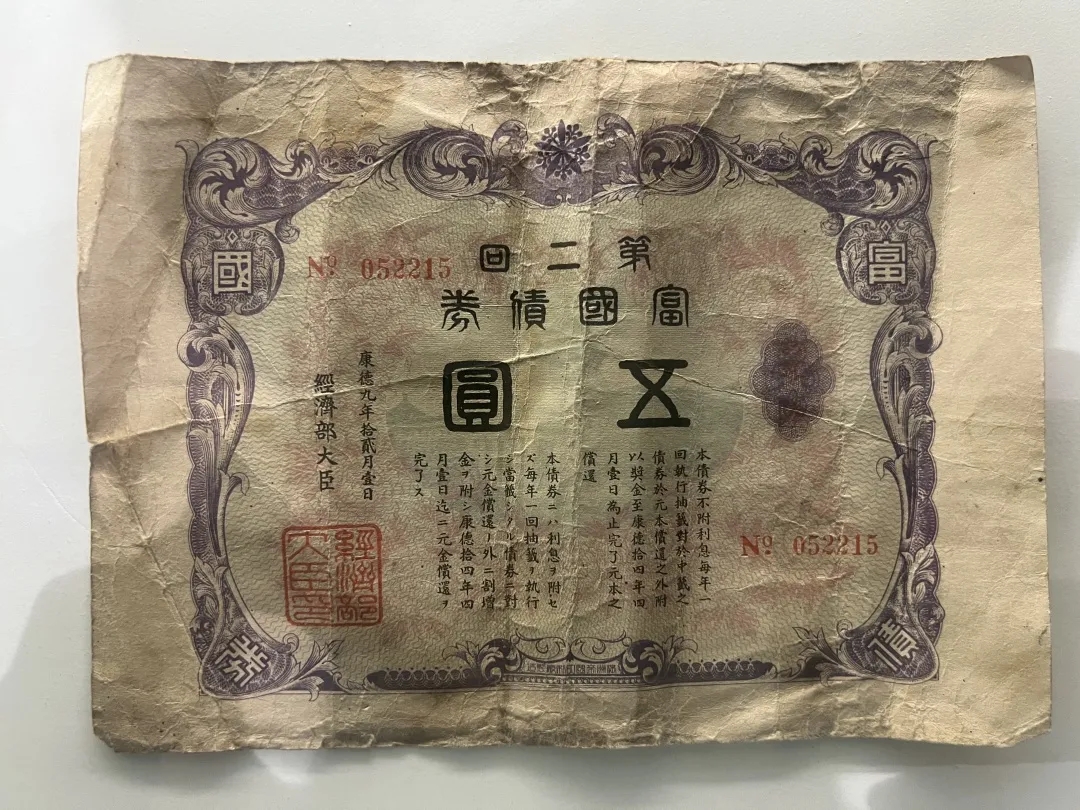 富
國
債
券
第二回
富國債券
五圓
No 052215
本債券不附利息每年一
回執行抽籤對於中籤之
債券於元本償還之外附
以獎金至康德拾四年四
月壹日為止完了元本之
償還
本債券ニハ利息ヲ附セ
ズ每年一回抽籤ヲ執行
シ當籤シタル債券ニ對
シ元金償還ノ外ニ割增
金ヲ附シ康德拾四年四
月壹日迄ニ元金償還ヲ
完了ス
康德九年拾貳月壹日
經濟部大臣
經濟部
大臣印
No 052215